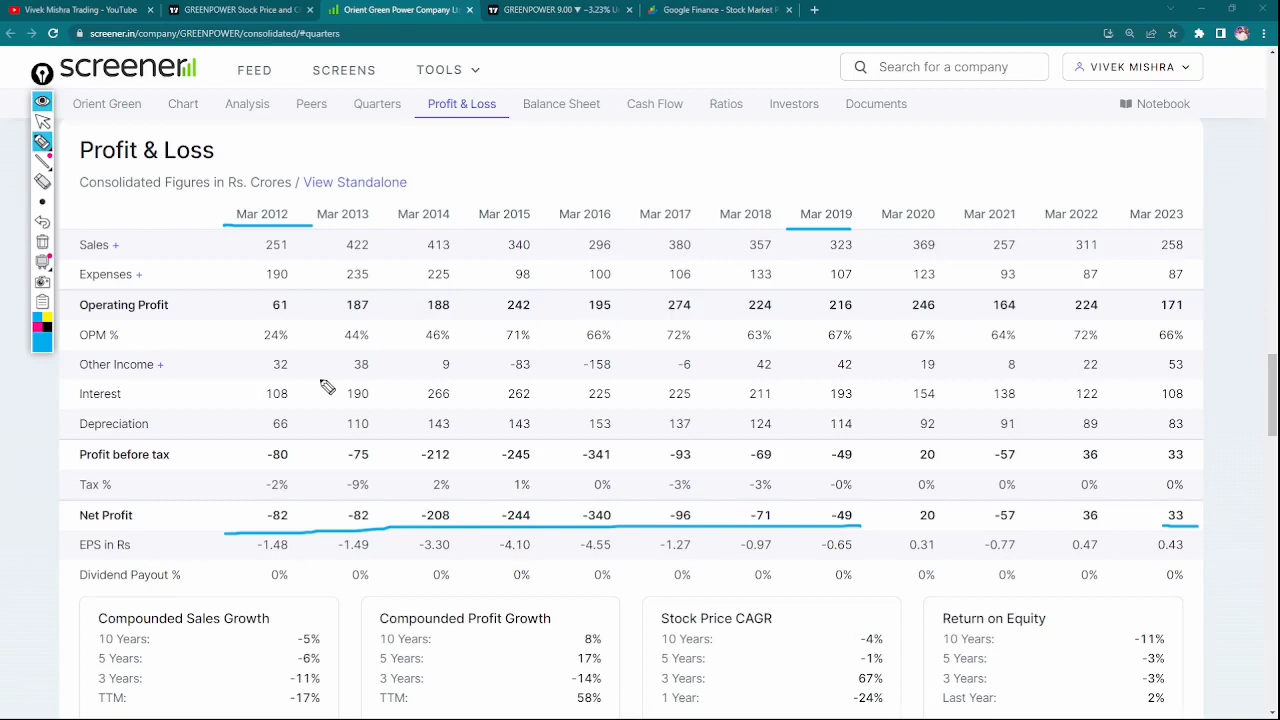 Vivek Mishra Trading - YouTube
GREENPOWER Stock Price and C
Orient Green Power Company Lt
GREENPOWER 9.00 ▼ −3.23% U
Google Finance - Stock Market P
screener.in/company/GREENPOWER/consolidated/#quarters
screener FEED SCREENS TOOLS Search for a company VIVEK MISHRA
Orient Green Chart Analysis Peers Quarters Profit & Loss Balance Sheet Cash Flow Ratios Investors Documents Notebook
Profit & Loss
Consolidated Figures in Rs. Crores / View Standalone
Mar 2012 Mar 2013 Mar 2014 Mar 2015 Mar 2016 Mar 2017 Mar 2018 Mar 2019 Mar 2020 Mar 2021 Mar 2022 Mar 2023
Sales + 251 422 413 340 296 380 357 323 369 257 311 258
Expenses + 190 235 225 98 100 106 133 107 123 93 87 87
Operating Profit 61 187 188 242 195 274 224 216 246 164 224 171
OPM % 24% 44% 46% 71% 66% 72% 63% 67% 67% 64% 72% 66%
Other Income + 32 38 9 -83 -158 -6 42 42 19 8 22 53
Interest 108 190 266 262 225 225 211 193 154 138 122 108
Depreciation 66 110 143 143 153 137 124 114 92 91 89 83
Profit before tax -80 -75 -212 -245 -341 -93 -69 -49 20 -57 36 33
Tax % -2% -9% 2% 1% 0% -3% -3% -0% 0% 0% 0% 0%
Net Profit -82 -82 -208 -244 -340 -96 -71 -49 20 -57 36 33
EPS in Rs -1.48 -1.49 -3.30 -4.10 -4.55 -1.27 -0.97 -0.65 0.31 -0.77 0.47 0.43
Dividend Payout % 0% 0% 0% 0% 0% 0% 0% 0% 0% 0% 0% 0%
Compounded Sales Growth
10 Years: -5%
5 Years: -6%
3 Years: -11%
TTM: -17%
Compounded Profit Growth
10 Years: 8%
5 Years: 17%
3 Years: -14%
TTM: 58%
Stock Price CAGR
10 Years: -4%
5 Years: -1%
3 Years: 67%
1 Year: -24%
Return on Equity
10 Years: -11%
5 Years: -3%
3 Years: -3%
Last Year: 2%